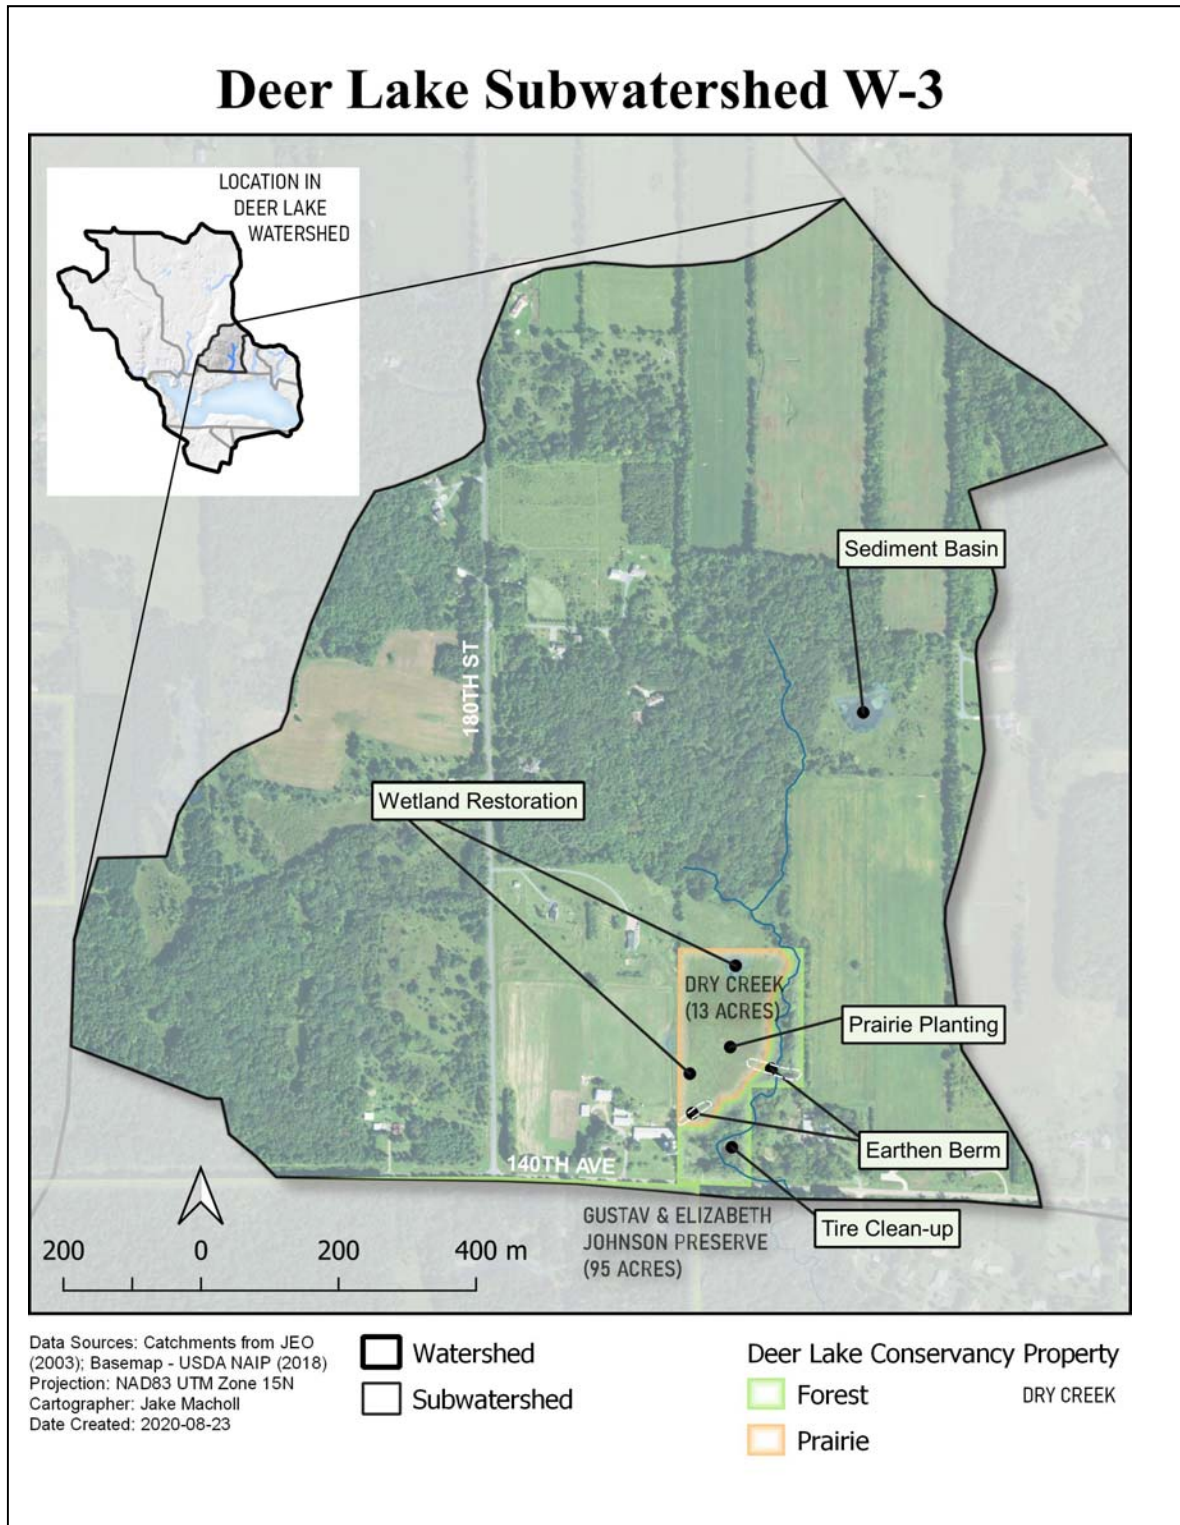 Deer Lake Subwatershed W-3
LOCATION IN
DEER LAKE
WATERSHED
Sediment Basin
180TH ST
Wetland Restoration
DRY CREEK
(13 ACRES)
Prairie Planting
Earthen Berm
140TH AVE
GUSTAV & ELIZABETH
JOHNSON PRESERVE
(95 ACRES)
Tire Clean-up
200 0 200 400 m
Data Sources: Catchments from JEO
(2003); Basemap - USDA NAIP (2018)
Projection: NAD83 UTM Zone 15N
Cartographer: Jake Macholl
Date Created: 2020-08-23
Watershed
Subwatershed
Deer Lake Conservancy Property
Forest
DRY CREEK
Prairie